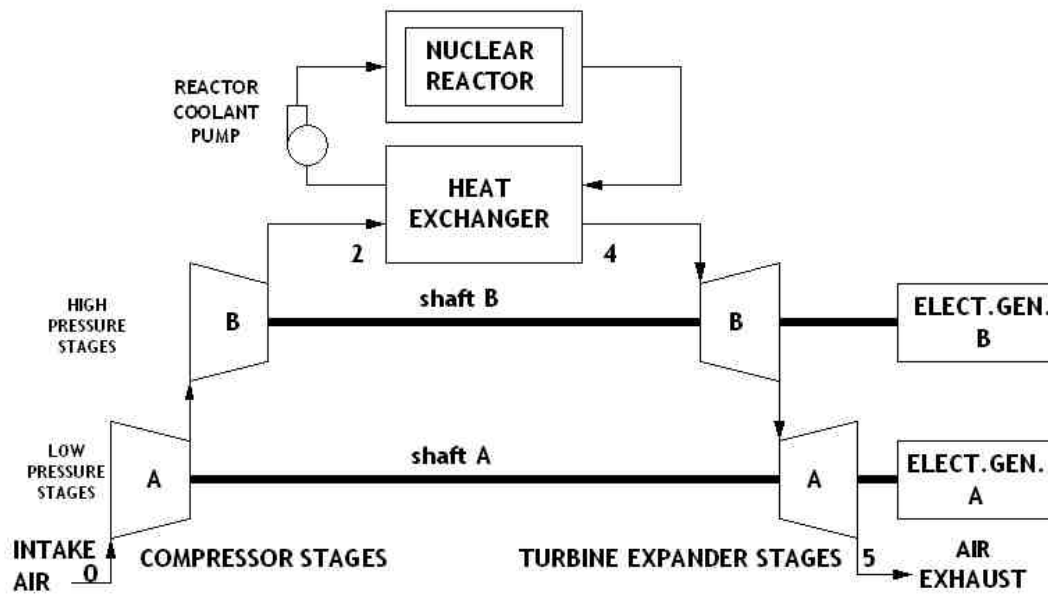 NUCLEAR
REACTOR
REACTOR
COOLANT
PUMP
HEAT
EXCHANGER
2
4
HIGH
PRESSURE
STAGES
B
shaft B
B
ELECT.GEN.
B
LOW
PRESSURE
STAGES
A
shaft A
A
ELECT.GEN.
A
INTAKE
AIR
0
COMPRESSOR STAGES
TURBINE EXPANDER STAGES
5
AIR
EXHAUST